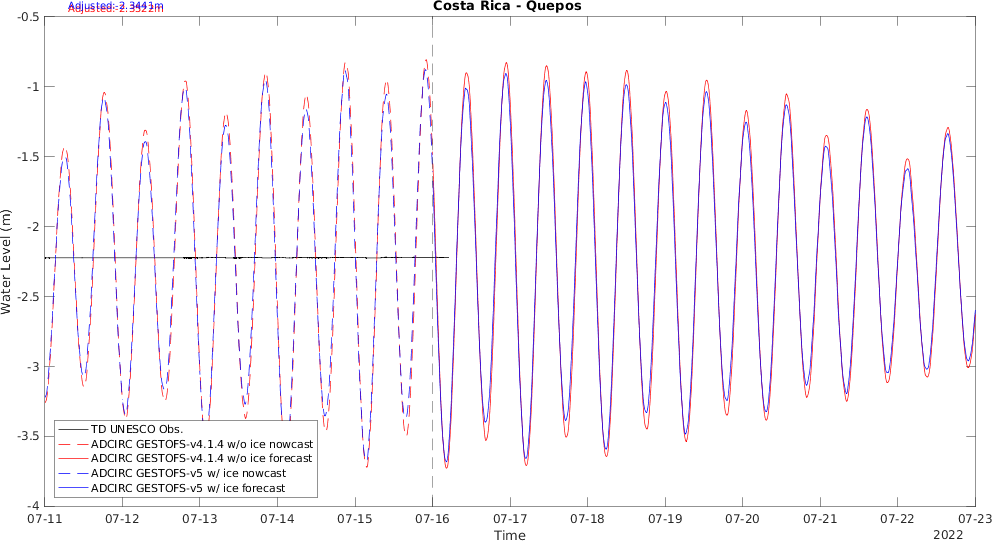 Costa Rica - Quepos
Adjusted:-2.3441m
Adjusted:-2.3322m
-0.5
-1
-1.5
-2
-2.5
-3
-3.5
-4
Water Level (m)
TD UNESCO Obs.
ADCIRC GESTOFS-v4.1.4 w/o ice nowcast
ADCIRC GESTOFS-v4.1.4 w/o ice forecast
ADCIRC GESTOFS-v5 w/ ice nowcast
ADCIRC GESTOFS-v5 w/ ice forecast
07-11 07-12 07-13 07-14 07-15 07-16 07-17 07-18 07-19 07-20 07-21 07-22 07-23
Time
2022